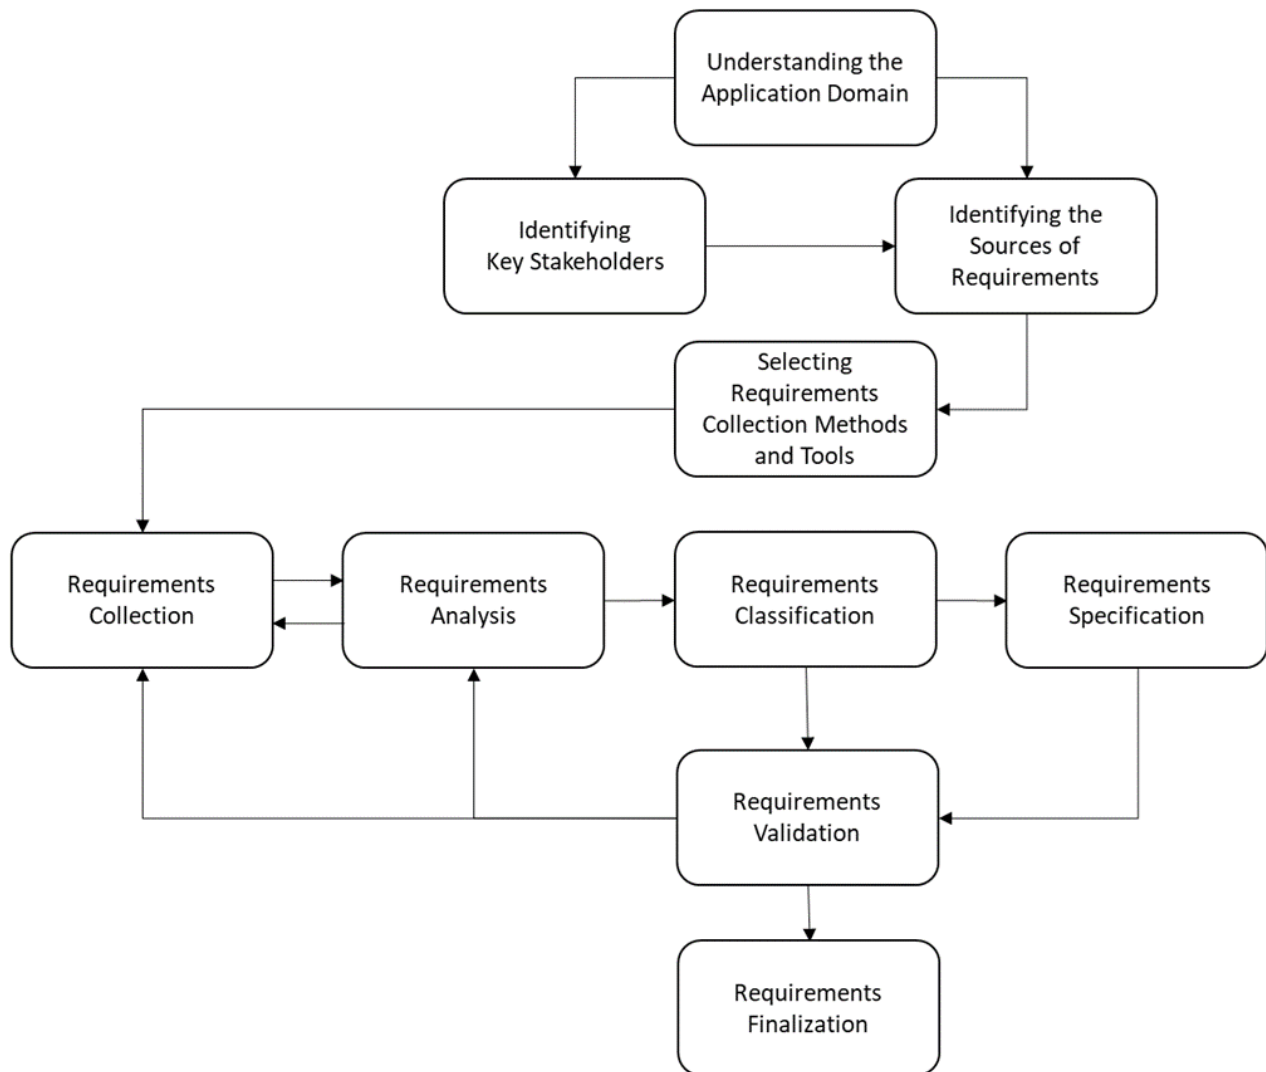 Understanding the
Application Domain
Identifying
Key Stakeholders
Identifying the
Sources of
Requirements
Selecting
Requirements
Collection Methods
and Tools
Requirements
Collection
Requirements
Analysis
Requirements
Classification
Requirements
Specification
Requirements
Validation
Requirements
Finalization